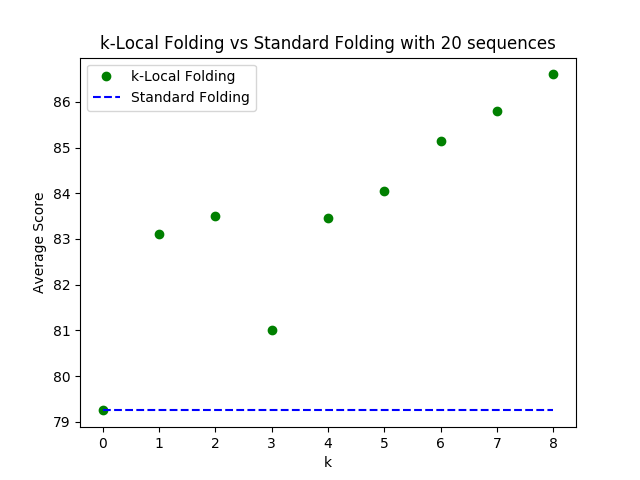 k-Local Folding vs Standard Folding with 20 sequences
k-Local Folding
Standard Folding
Average Score
86
85
84
83
82
81
80
79
0 1 2 3 4 5 6 7 8
k